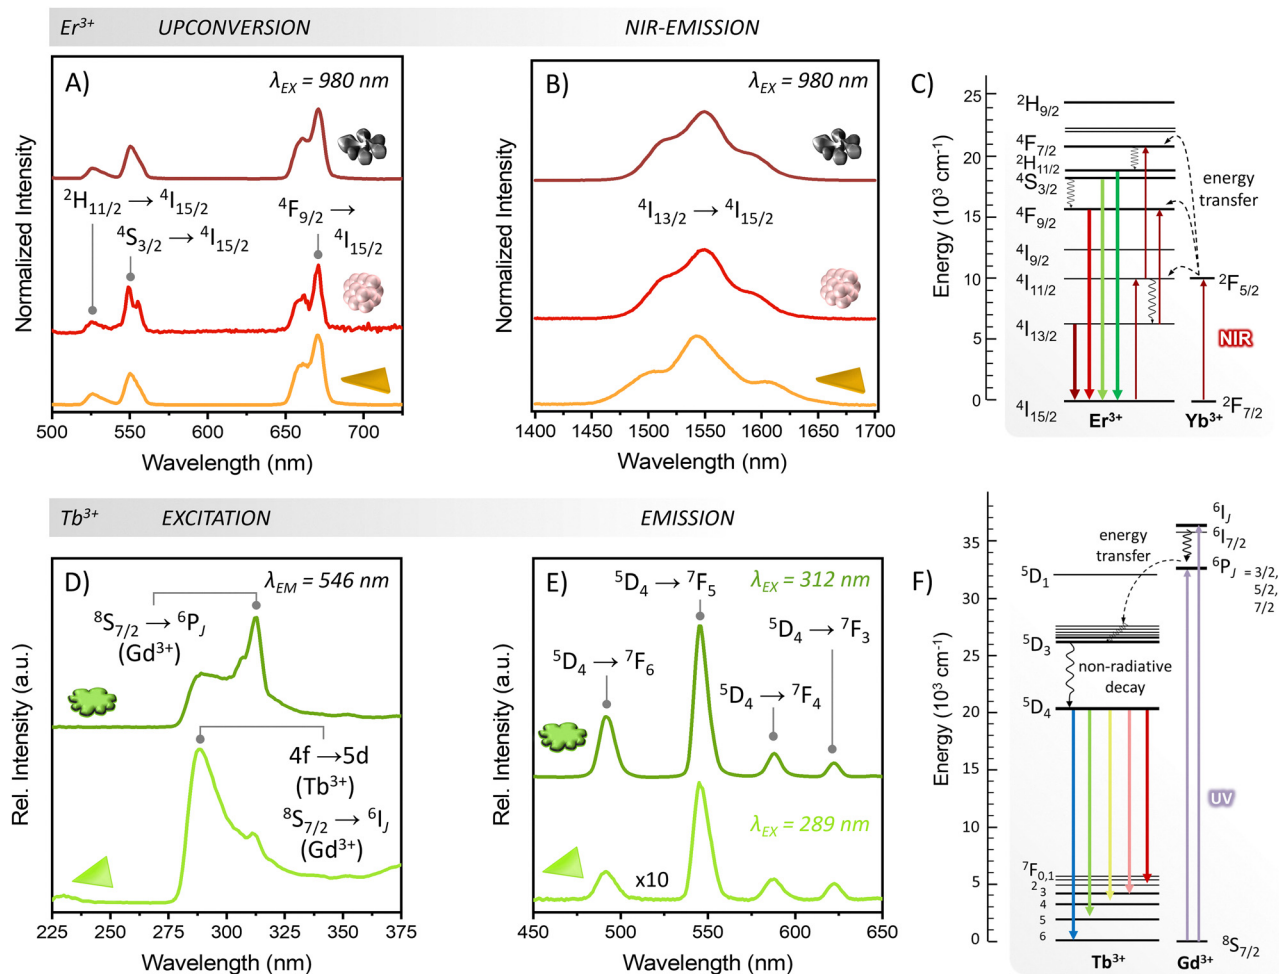 Er3+ UPCONVERSION NIR-EMISSION
A) λEX = 980 nm
2H11/2 → 4I15/2
4S3/2 → 4I15/2
4F9/2 →
4I15/2
Normalized Intensity
500 550 600 650 700
Wavelength (nm)
B) λEX = 980 nm
4I13/2 → 4I15/2
Normalized Intensity
1400 1450 1500 1550 1600 1650 1700
Wavelength (nm)
C)
Energy (10³ cm⁻¹)
25
20
15
10
5
0
2H9/2
4F7/2
2H11/2
4S3/2
4F9/2
4I9/2
4I11/2
4I13/2
4I15/2
energy
transfer
2F5/2
NIR
2F7/2
Er3+ Yb3+
Tb3+ EXCITATION EMISSION
D) λEM = 546 nm
8S7/2 → 6PJ
(Gd3+)
4f → 5d
(Tb3+)
8S7/2 → 6IJ
(Gd3+)
Rel. Intensity (a.u.)
225 250 275 300 325 350 375
Wavelength (nm)
E) 5D4 → 7F5 λEX = 312 nm
5D4 → 7F3
5D4 → 7F6
5D4 → 7F4
λEX = 289 nm
x10
Rel. Intensity (a.u.)
450 500 550 600 650
Wavelength (nm)
F)
Energy (10³ cm⁻¹)
35
30
25
20
15
10
5
0
6IJ
6I7/2
6PJ = 3/2,
5/2,
7/2
energy
transfer
5D1
5D3
non-radiative
decay
5D4
UV
7F0,1
2
3
4
5
6
8S7/2
Tb3+ Gd3+